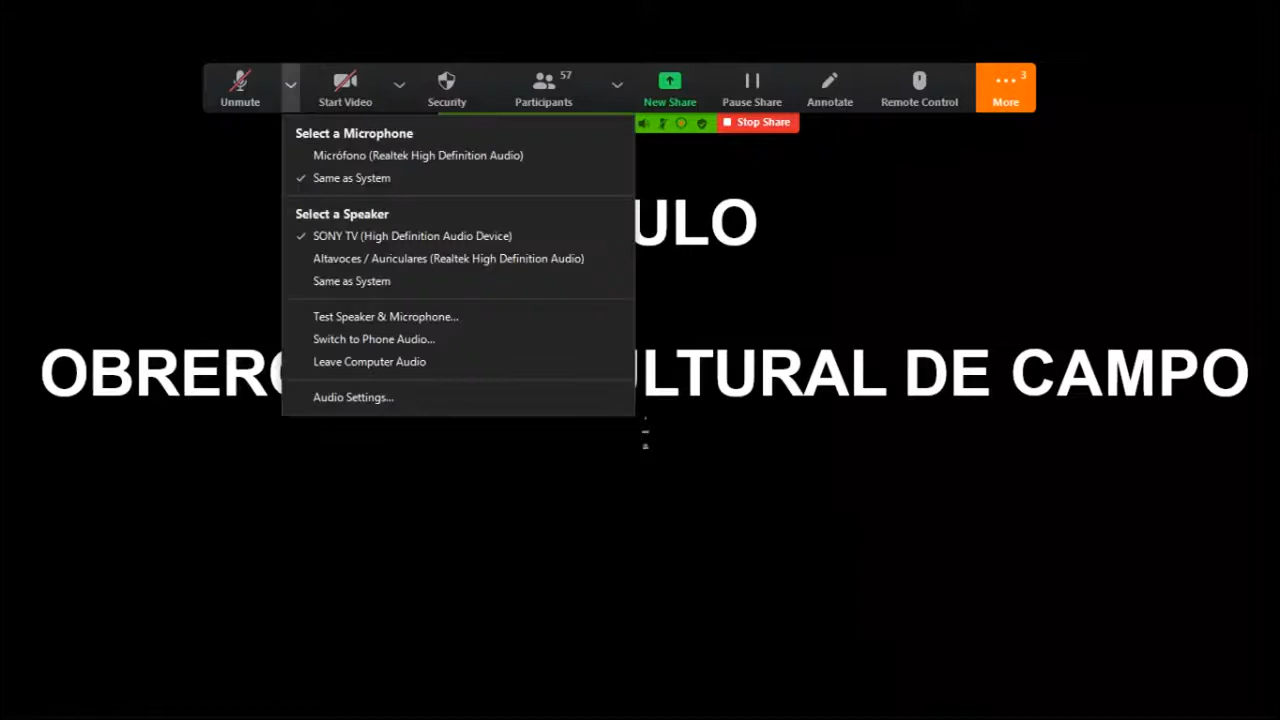 57 3
Unmute Start Video Security Participants New Share Pause Share Annotate Remote Control More
Stop Share
Select a Microphone
Micrófono (Realtek High Definition Audio)
Same as System
Select a Speaker
SONY TV (High Definition Audio Device)
Altavoces / Auriculares (Realtek High Definition Audio)
Same as System
Test Speaker & Microphone...
Switch to Phone Audio...
Leave Computer Audio
Audio Settings...
ULO
OBRERO LTURAL DE CAMPO